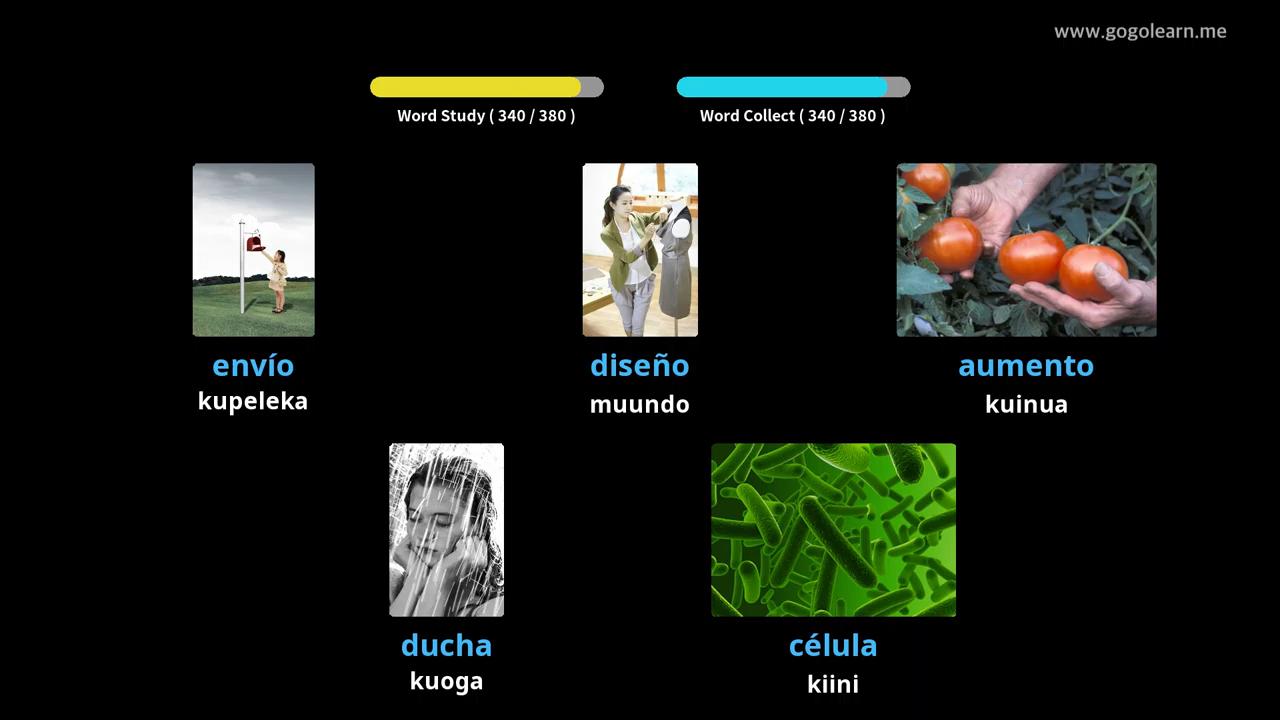 www.gogolearn.me
Word Study ( 340 / 380 )
Word Collect ( 340 / 380 )
envío
kupeleka
diseño
muundo
aumento
kuinua
ducha
kuoga
célula
kiini